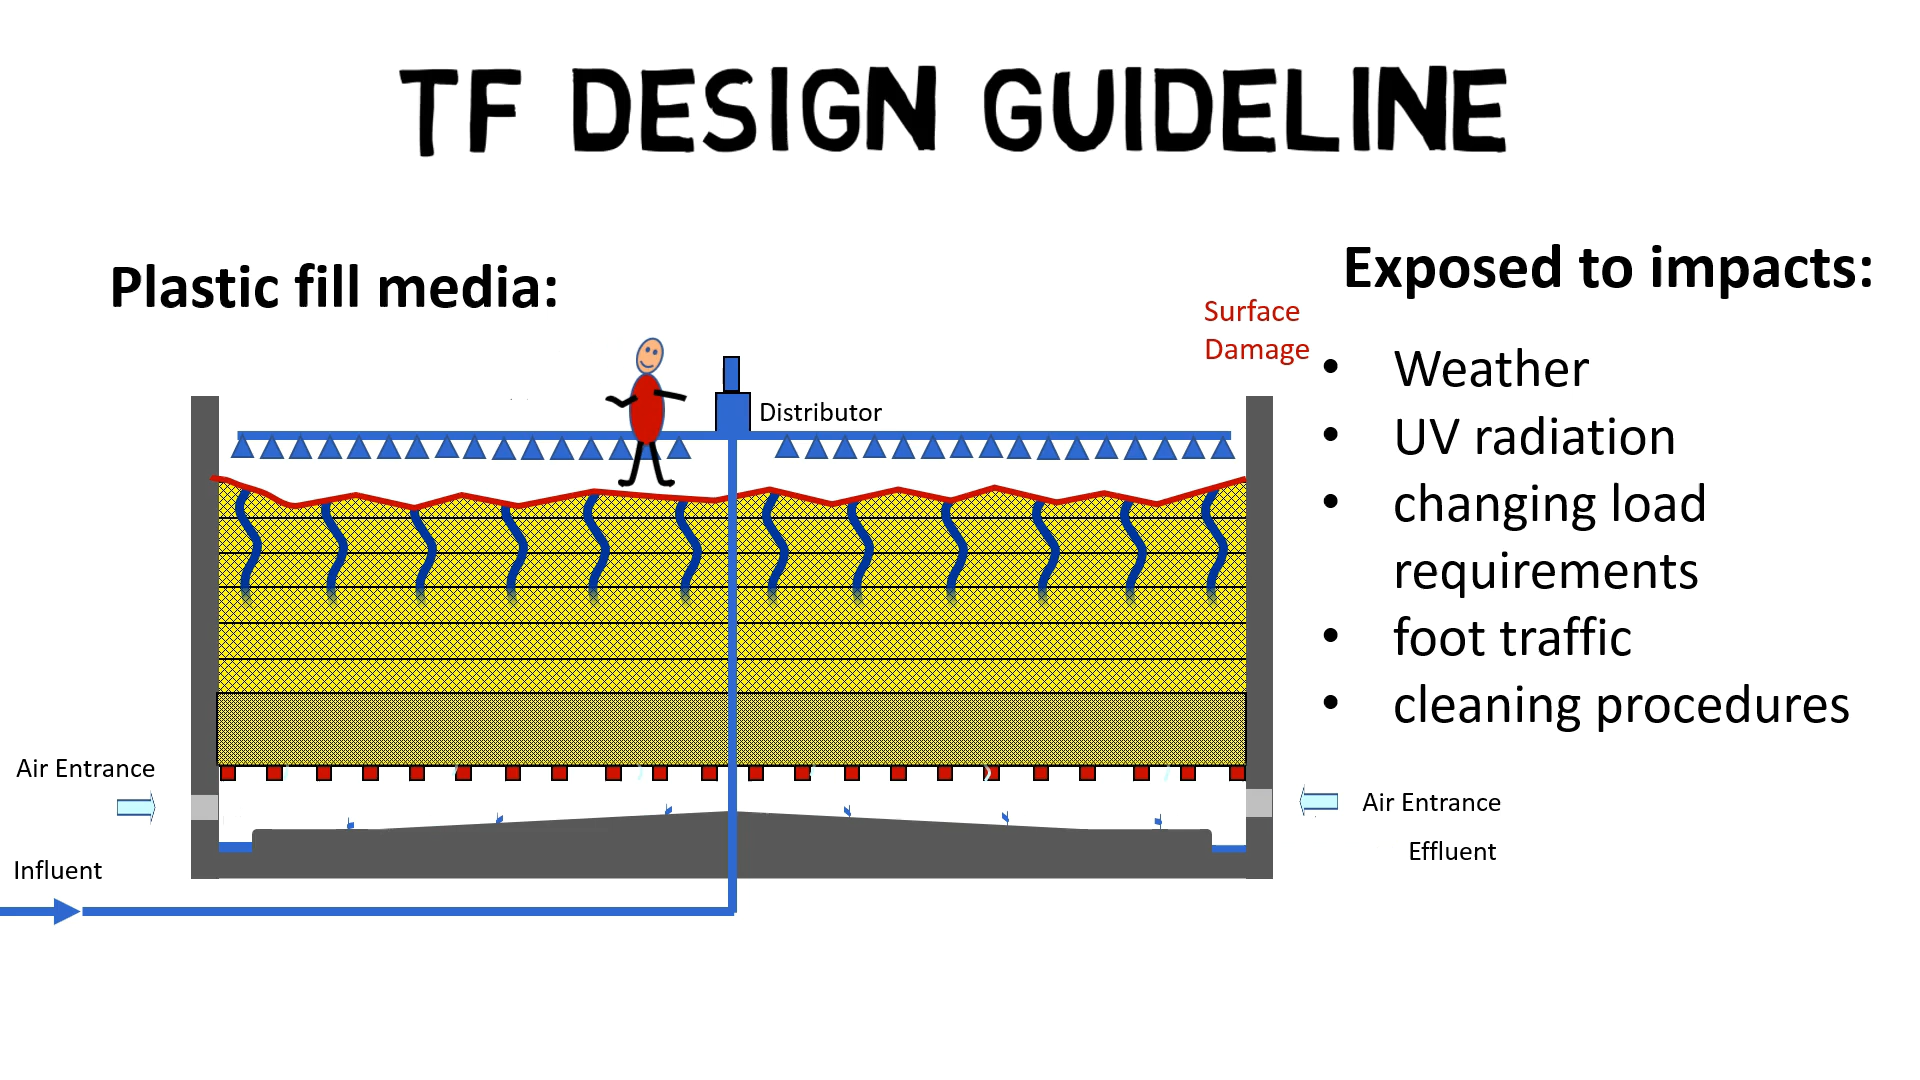 TF DESIGN GUIDELINE
Plastic fill media:
Exposed to impacts:
Surface
Damage
• Weather
• UV radiation
• changing load
requirements
• foot traffic
• cleaning procedures
Distributor
Air Entrance
Air Entrance
Effluent
Influent